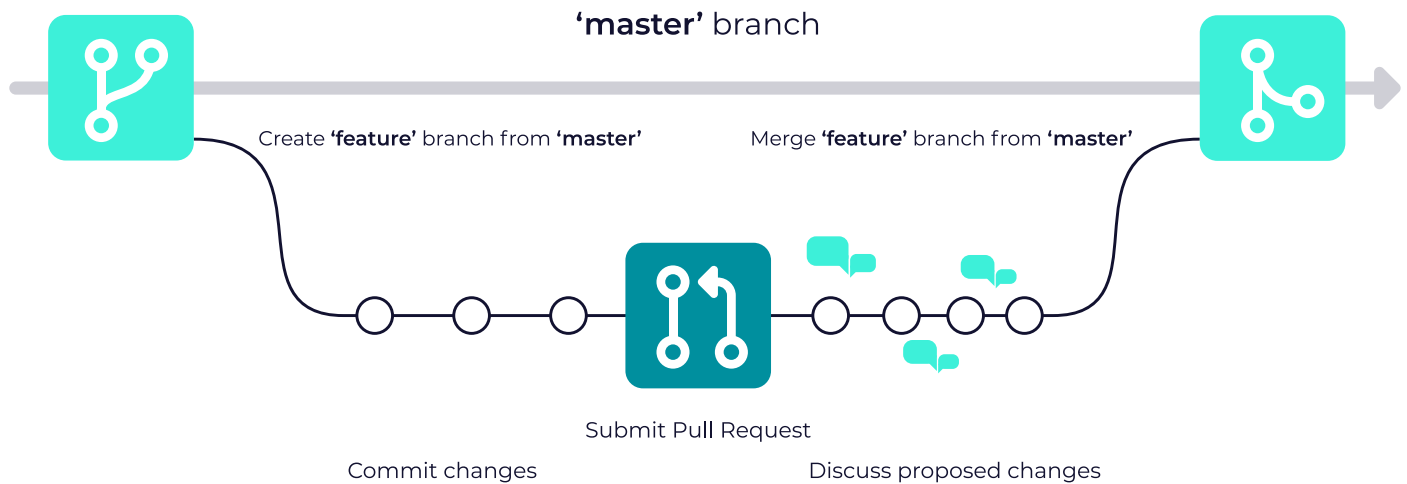 ‘master’ branch
Create ‘feature’ branch from ‘master’
Merge ‘feature’ branch from ‘master’
Submit Pull Request
Commit changes
Discuss proposed changes